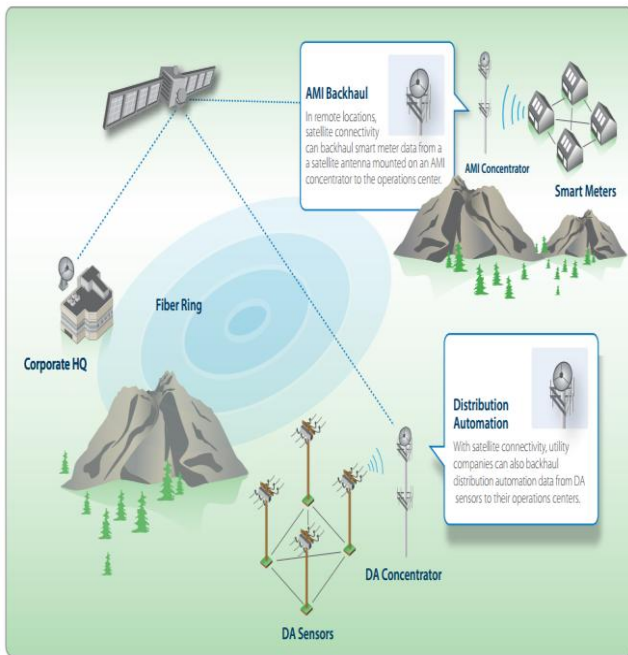 AMI Backhaul
In remote locations,
satellite connectivity
can backhaul smart meter data from a
a satellite antenna mounted on an AMI
concentrator to the operations center.
AMI Concentrator
Smart Meters
Fiber Ring
Corporate HQ
Distribution
Automation
With satellite connectivity, utility
companies can also backhaul
distribution automation data from DA
sensors to their operations centers.
DA Concentrator
DA Sensors